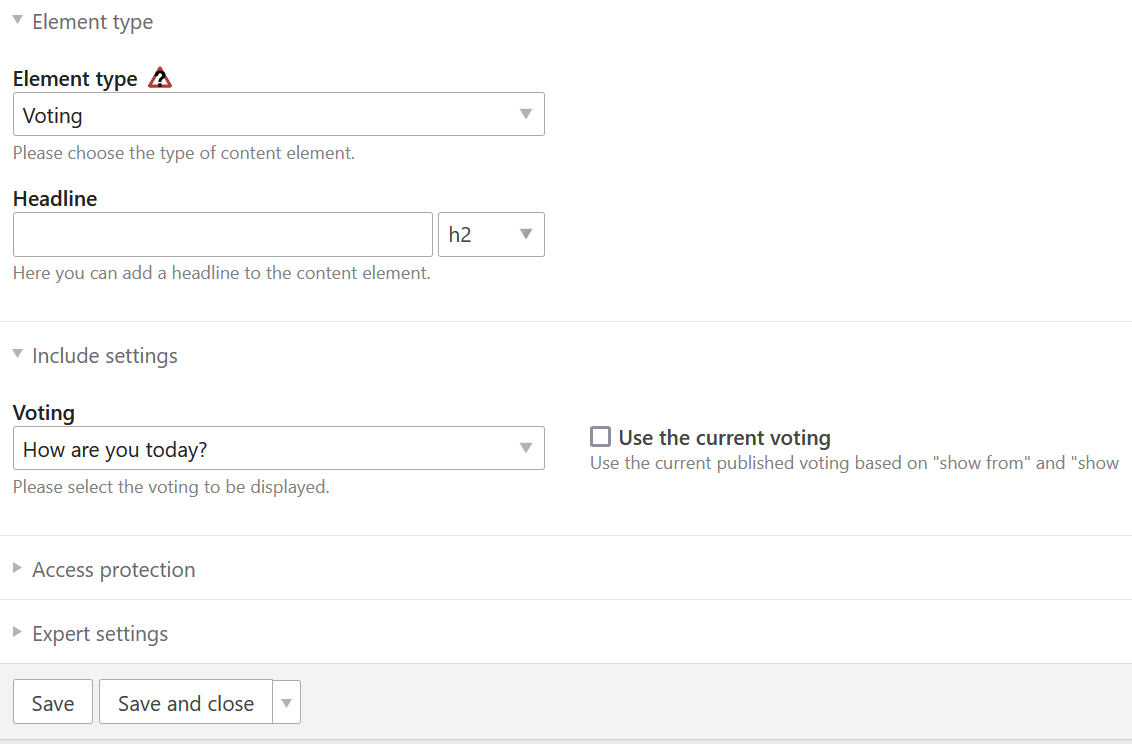 Element type
Element type
Voting
Please choose the type of content element.
Headline
h2
Here you can add a headline to the content element.
Include settings
Voting
How are you today?
Please select the voting to be displayed.
Use the current voting
Use the current published voting based on "show from" and "show
Access protection
Expert settings
Save
Save and close